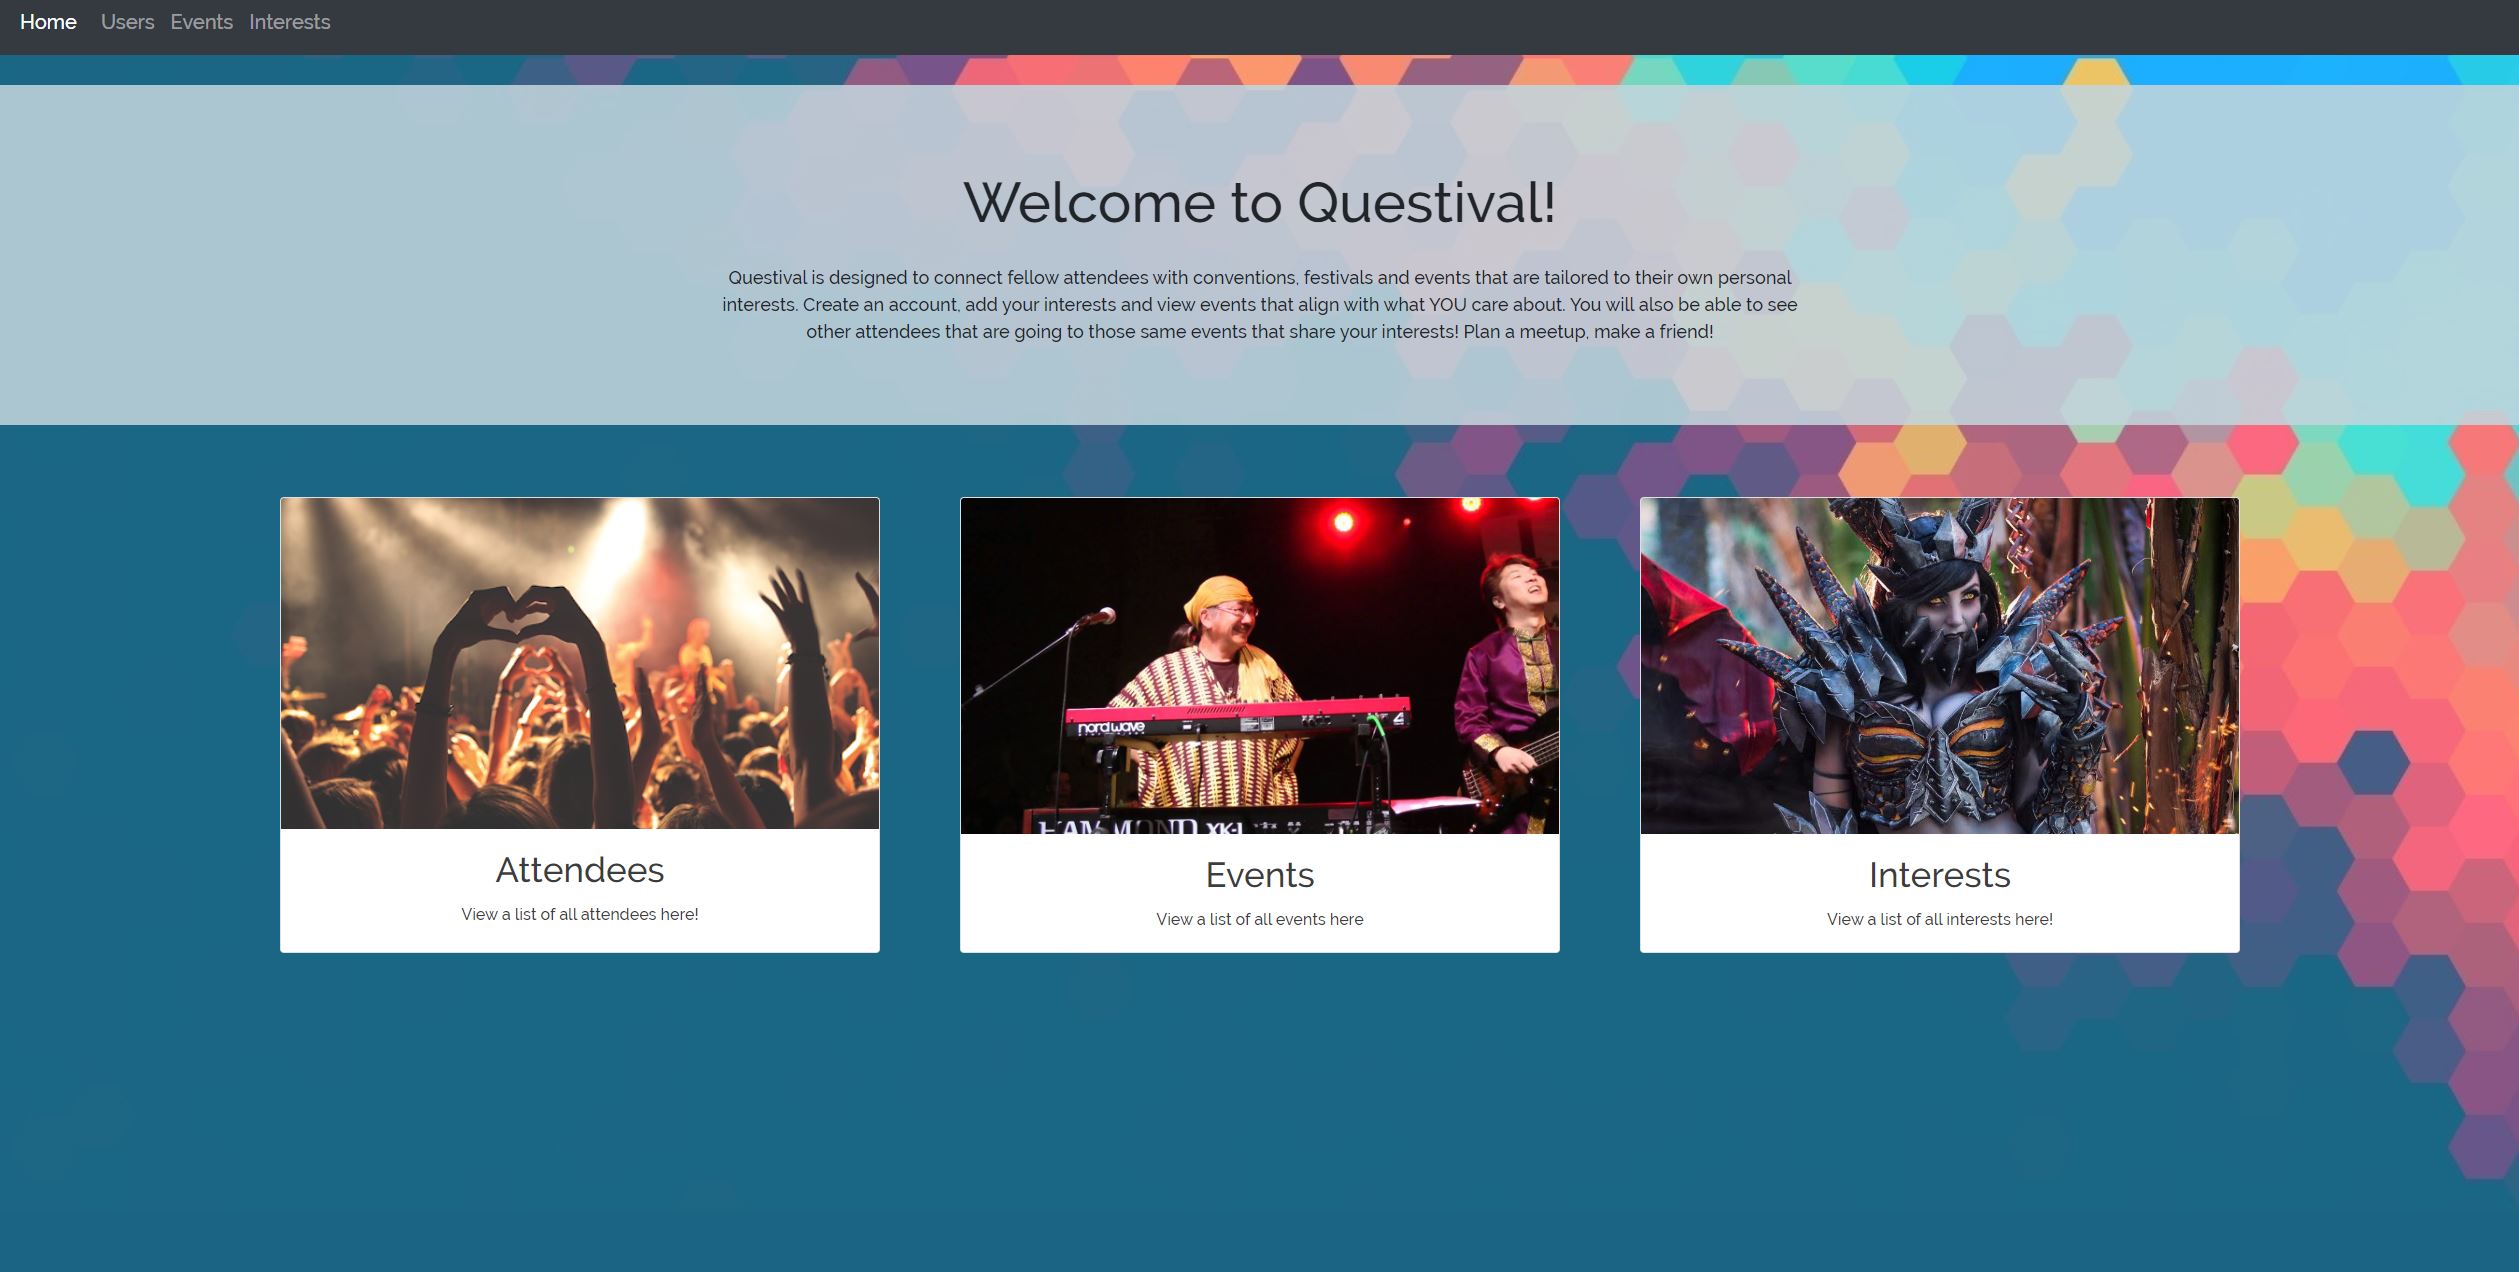 Home Users Events Interests
Welcome to Questival!
Questival is designed to connect fellow attendees with conventions, festivals and events that are tailored to their own personal
interests. Create an account, add your interests and view events that align with what YOU care about. You will also be able to see
other attendees that are going to those same events that share your interests! Plan a meetup, make a friend!
nord wave
4
HAMMOND XK-1
Attendees
View a list of all attendees here!
Events
View a list of all events here
Interests
View a list of all interests here!